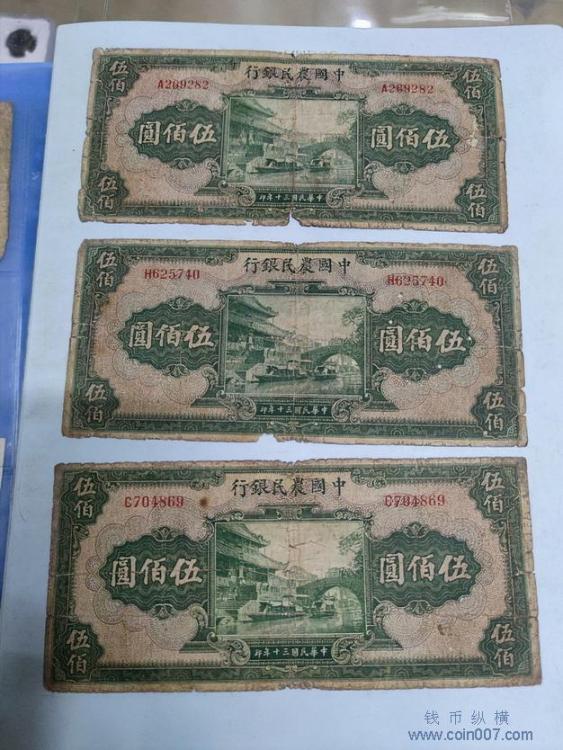 中國農民銀行
伍佰
伍佰
A269282
A269282
伍佰圓
伍佰圓
伍佰
伍佰
中華民國三十年印
中國農民銀行
伍佰
伍佰
H625740
H625740
伍佰圓
伍佰圓
伍佰
伍佰
中華民國三十年印
中國農民銀行
伍佰
伍佰
C704869
C704869
伍佰圓
伍佰圓
伍佰
伍佰
中華民國三十年印
钱币纵横
www.coin007.com